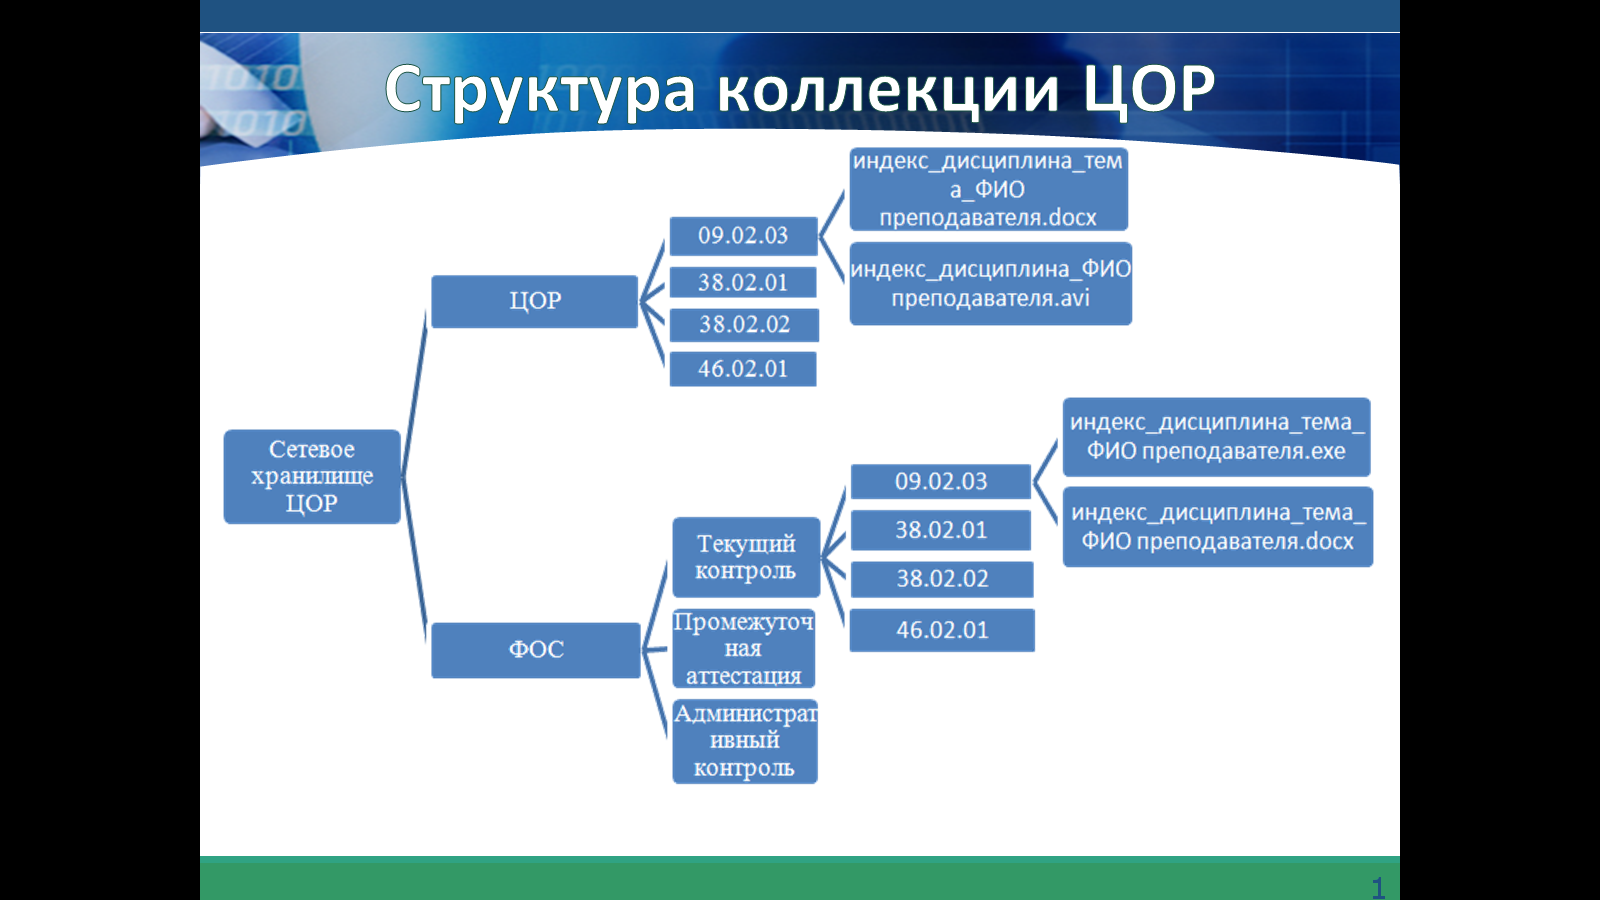 Структура коллекции ЦОР
индекс_дисциплина_тем
а_ФИО
преподавателя.docx
09.02.03
индекс_дисциплина_ФИО
преподавателя.avi
38.02.01
ЦОР
38.02.02
46.02.01
Сетевое
хранилище
ЦОР
индекс_дисциплина_тема_
ФИО преподавателя.exe
09.02.03
индекс_дисциплина_тема_
ФИО преподавателя.docx
38.02.01
Текущий
контроль
38.02.02
46.02.01
ФОС
Промежуточ
ная
аттестация
Административ
ивный
контроль
1